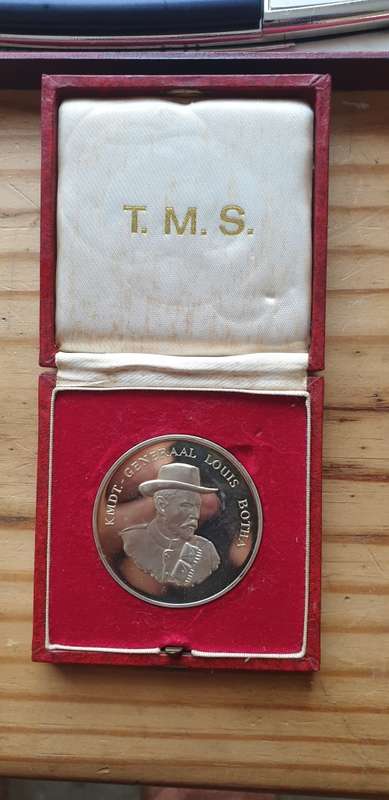 T. M. S.
KMDT.-GENERAAL LOUIS BOTHA